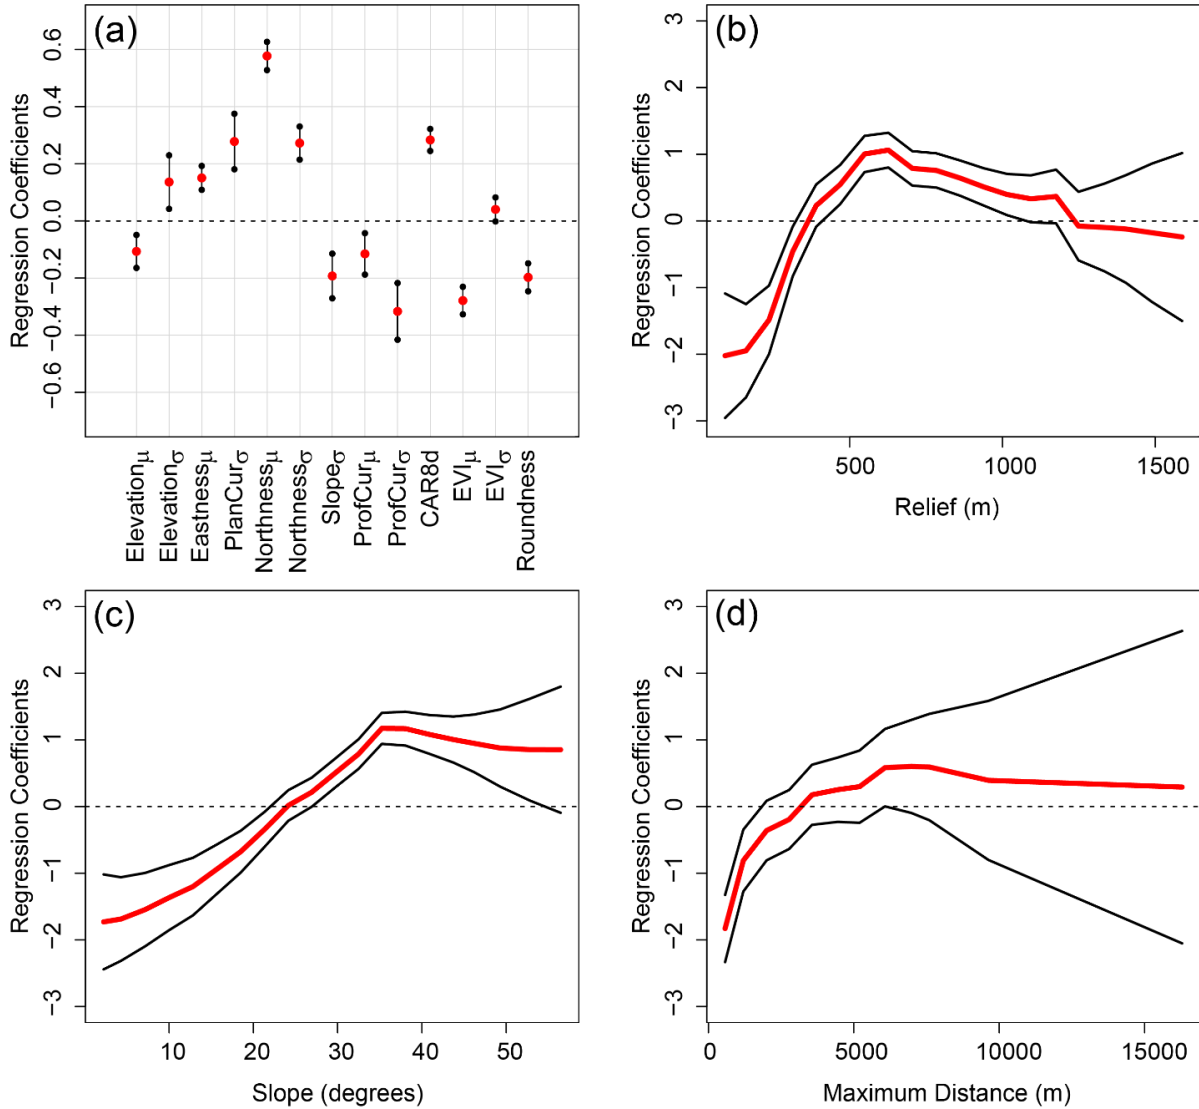 (a)
Regression Coefficients
0.6
0.4
0.2
0.0
−0.2
−0.4
−0.6
Elevationμ
Elevationσ
Eastnessμ
PlanCurσ
Northnessμ
Northnessσ
Slopeσ
ProfCurμ
ProfCurσ
CAR8d
EVIμ
EVIσ
Roundness
(b)
Regression Coefficients
3
2
1
0
−1
−2
−3
500 1000 1500
Relief (m)
(c)
Regression Coefficients
3
2
1
0
−1
−2
−3
10 20 30 40 50
Slope (degrees)
(d)
Regression Coefficients
3
2
1
0
−1
−2
−3
0 5000 10000 15000
Maximum Distance (m)